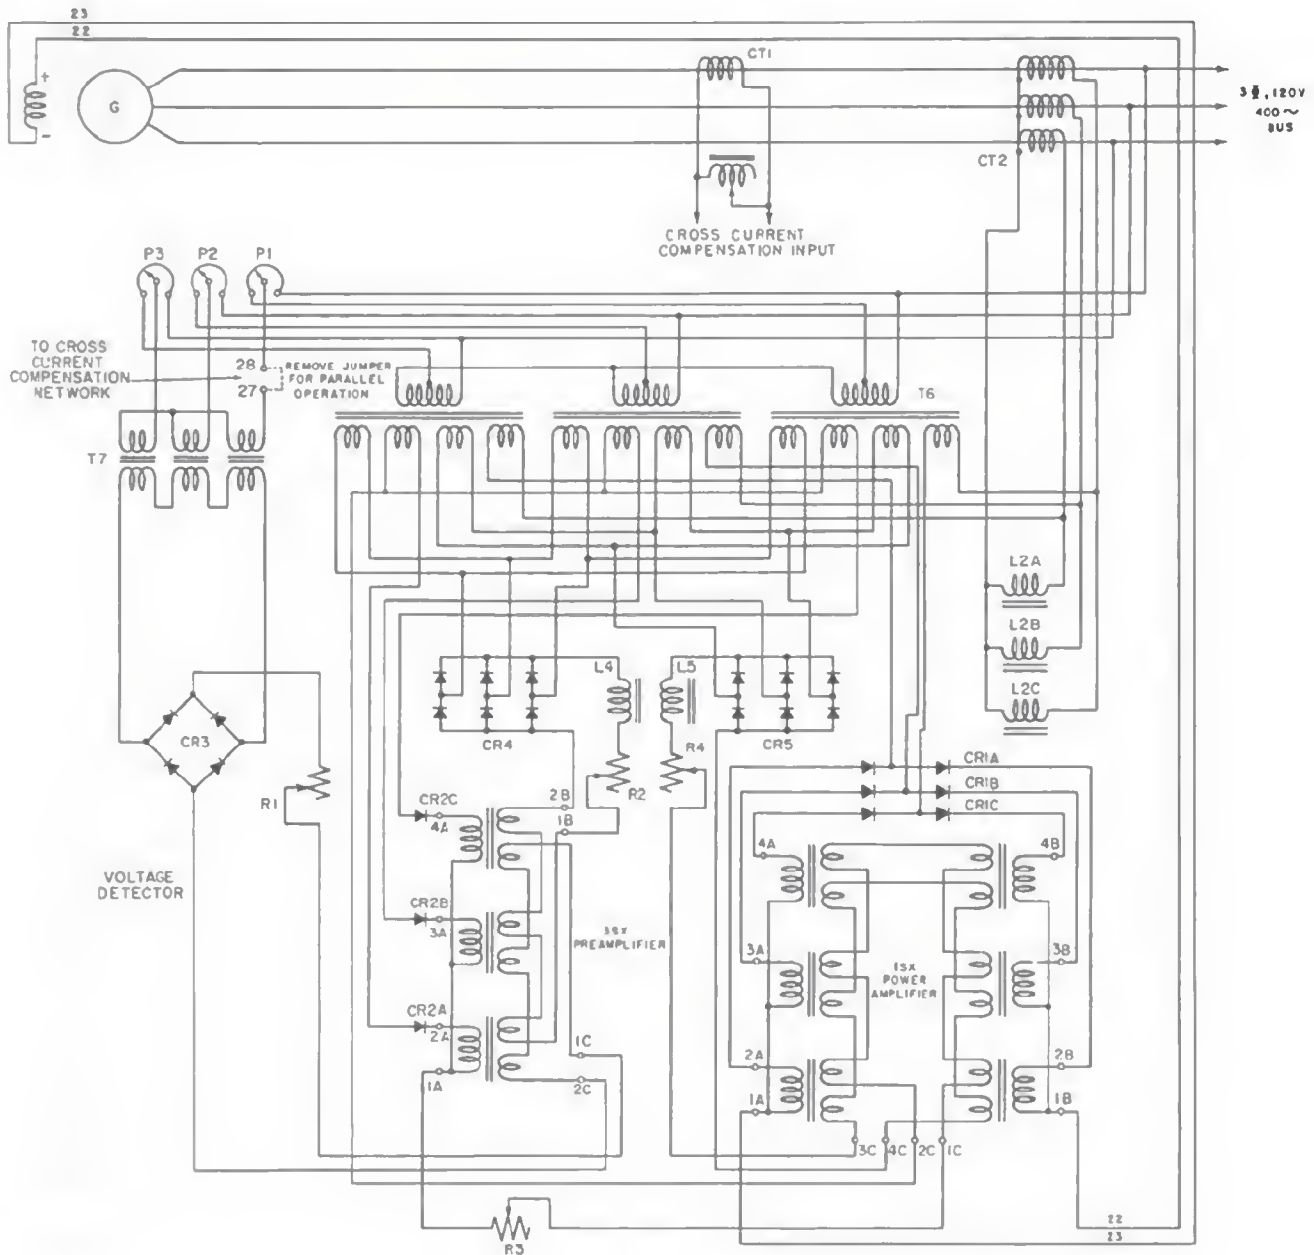 23
22
CT1
+
G
-
3Φ, 120V
400 ~
BUS
CT2
CROSS CURRENT
COMPENSATION INPUT
P3
P2
P1
TO CROSS
CURRENT
COMPENSATION
NETWORK
28
27
REMOVE JUMPER
FOR PARALLEL
OPERATION
T6
T7
L2A
L2B
L2C
L4
L5
CR3
CR4
CR5
R4
R2
R1
CR1A
CR1B
CR1C
CR2C
4A
2B
1B
4A
4B
VOLTAGE
DETECTOR
CR2B
3A
PREAMPLIFIER
3A
3B
POWER
AMPLIFIER
CR2A
2A
1C
2A
2B
1A
2C
1A
1B
3C
4C
2C
1C
R3
22
23